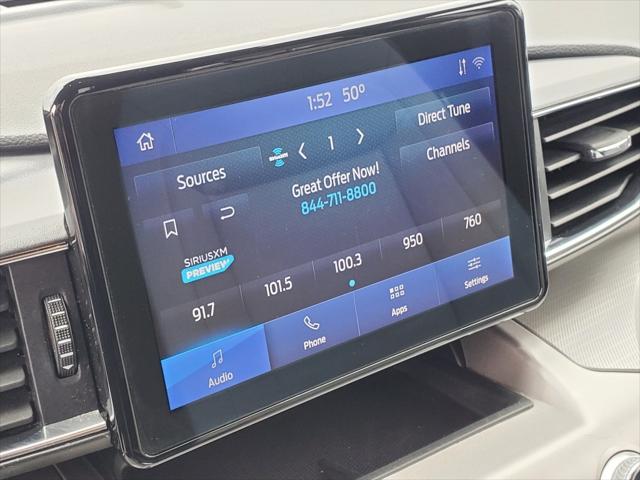 1:52 50°
Sources
siriusxm
1
Direct Tune
Channels
Great Offer Now!
844-711-8800
SIRIUSXM
PREVIEW
91.7 101.5 100.3 950 760
Audio Phone Apps Settings